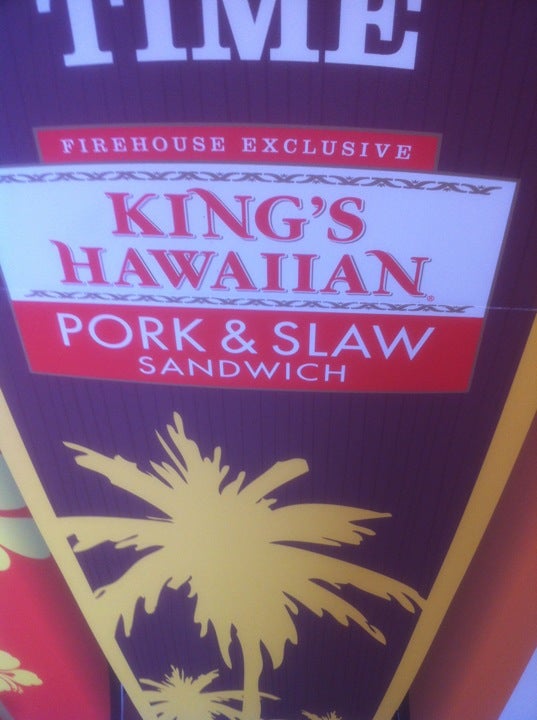 TIME
FIREHOUSE EXCLUSIVE
KING'S
HAWAIIAN®
PORK & SLAW
SANDWICH